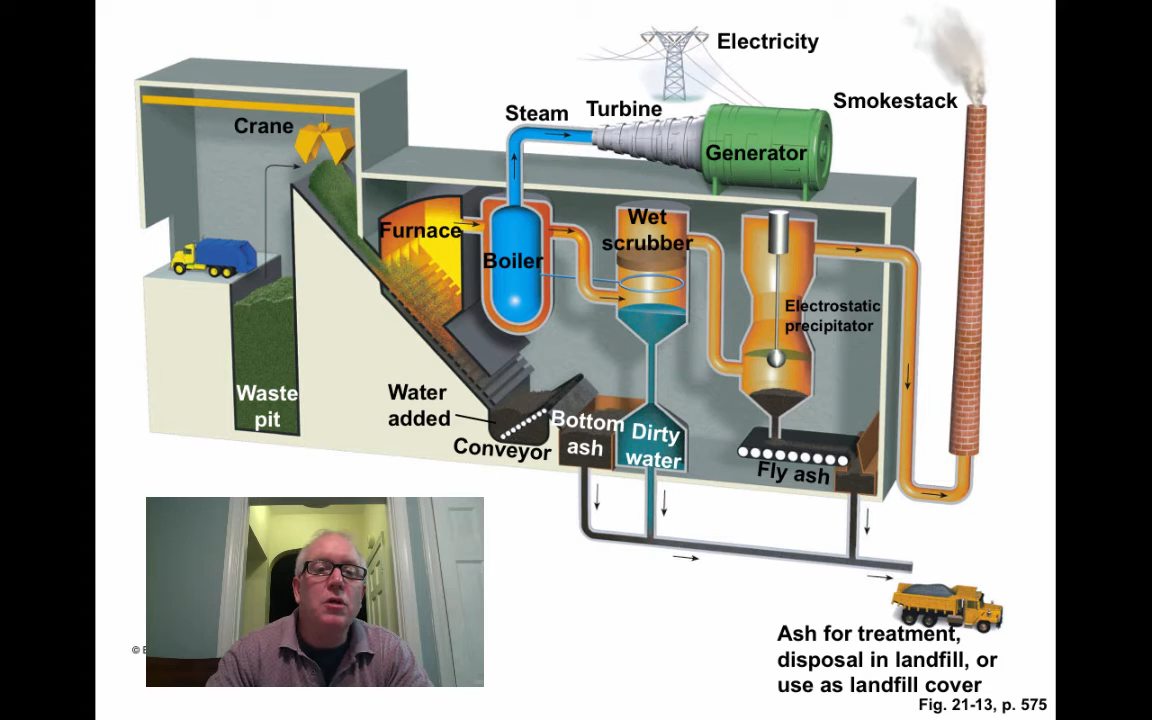 Electricity
Smokestack
Steam
Turbine
Crane
Generator
Wet
scrubber
Furnace
Boiler
Electrostatic
precipitator
Waste
pit
Water
added
Bottom
ash
Dirty
water
Conveyor
Fly ash
Ash for treatment,
disposal in landfill, or
use as landfill cover
Fig. 21-13, p. 575
©